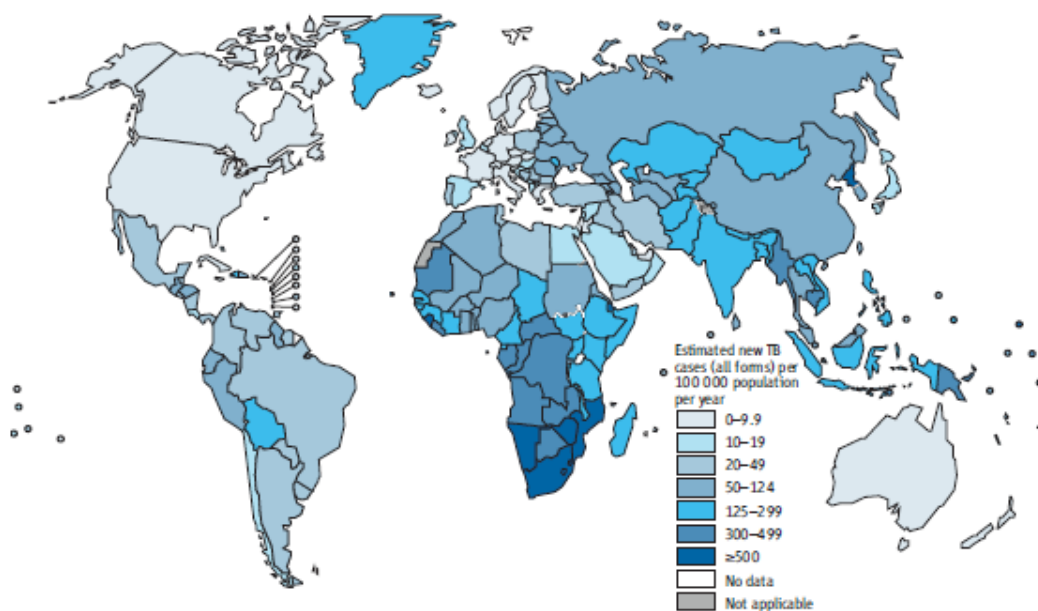 Estimated new TB
cases (all forms) per
100 000 population
per year
0–9.9
10–19
20–49
50–124
125–299
300–499
≥500
No data
Not applicable